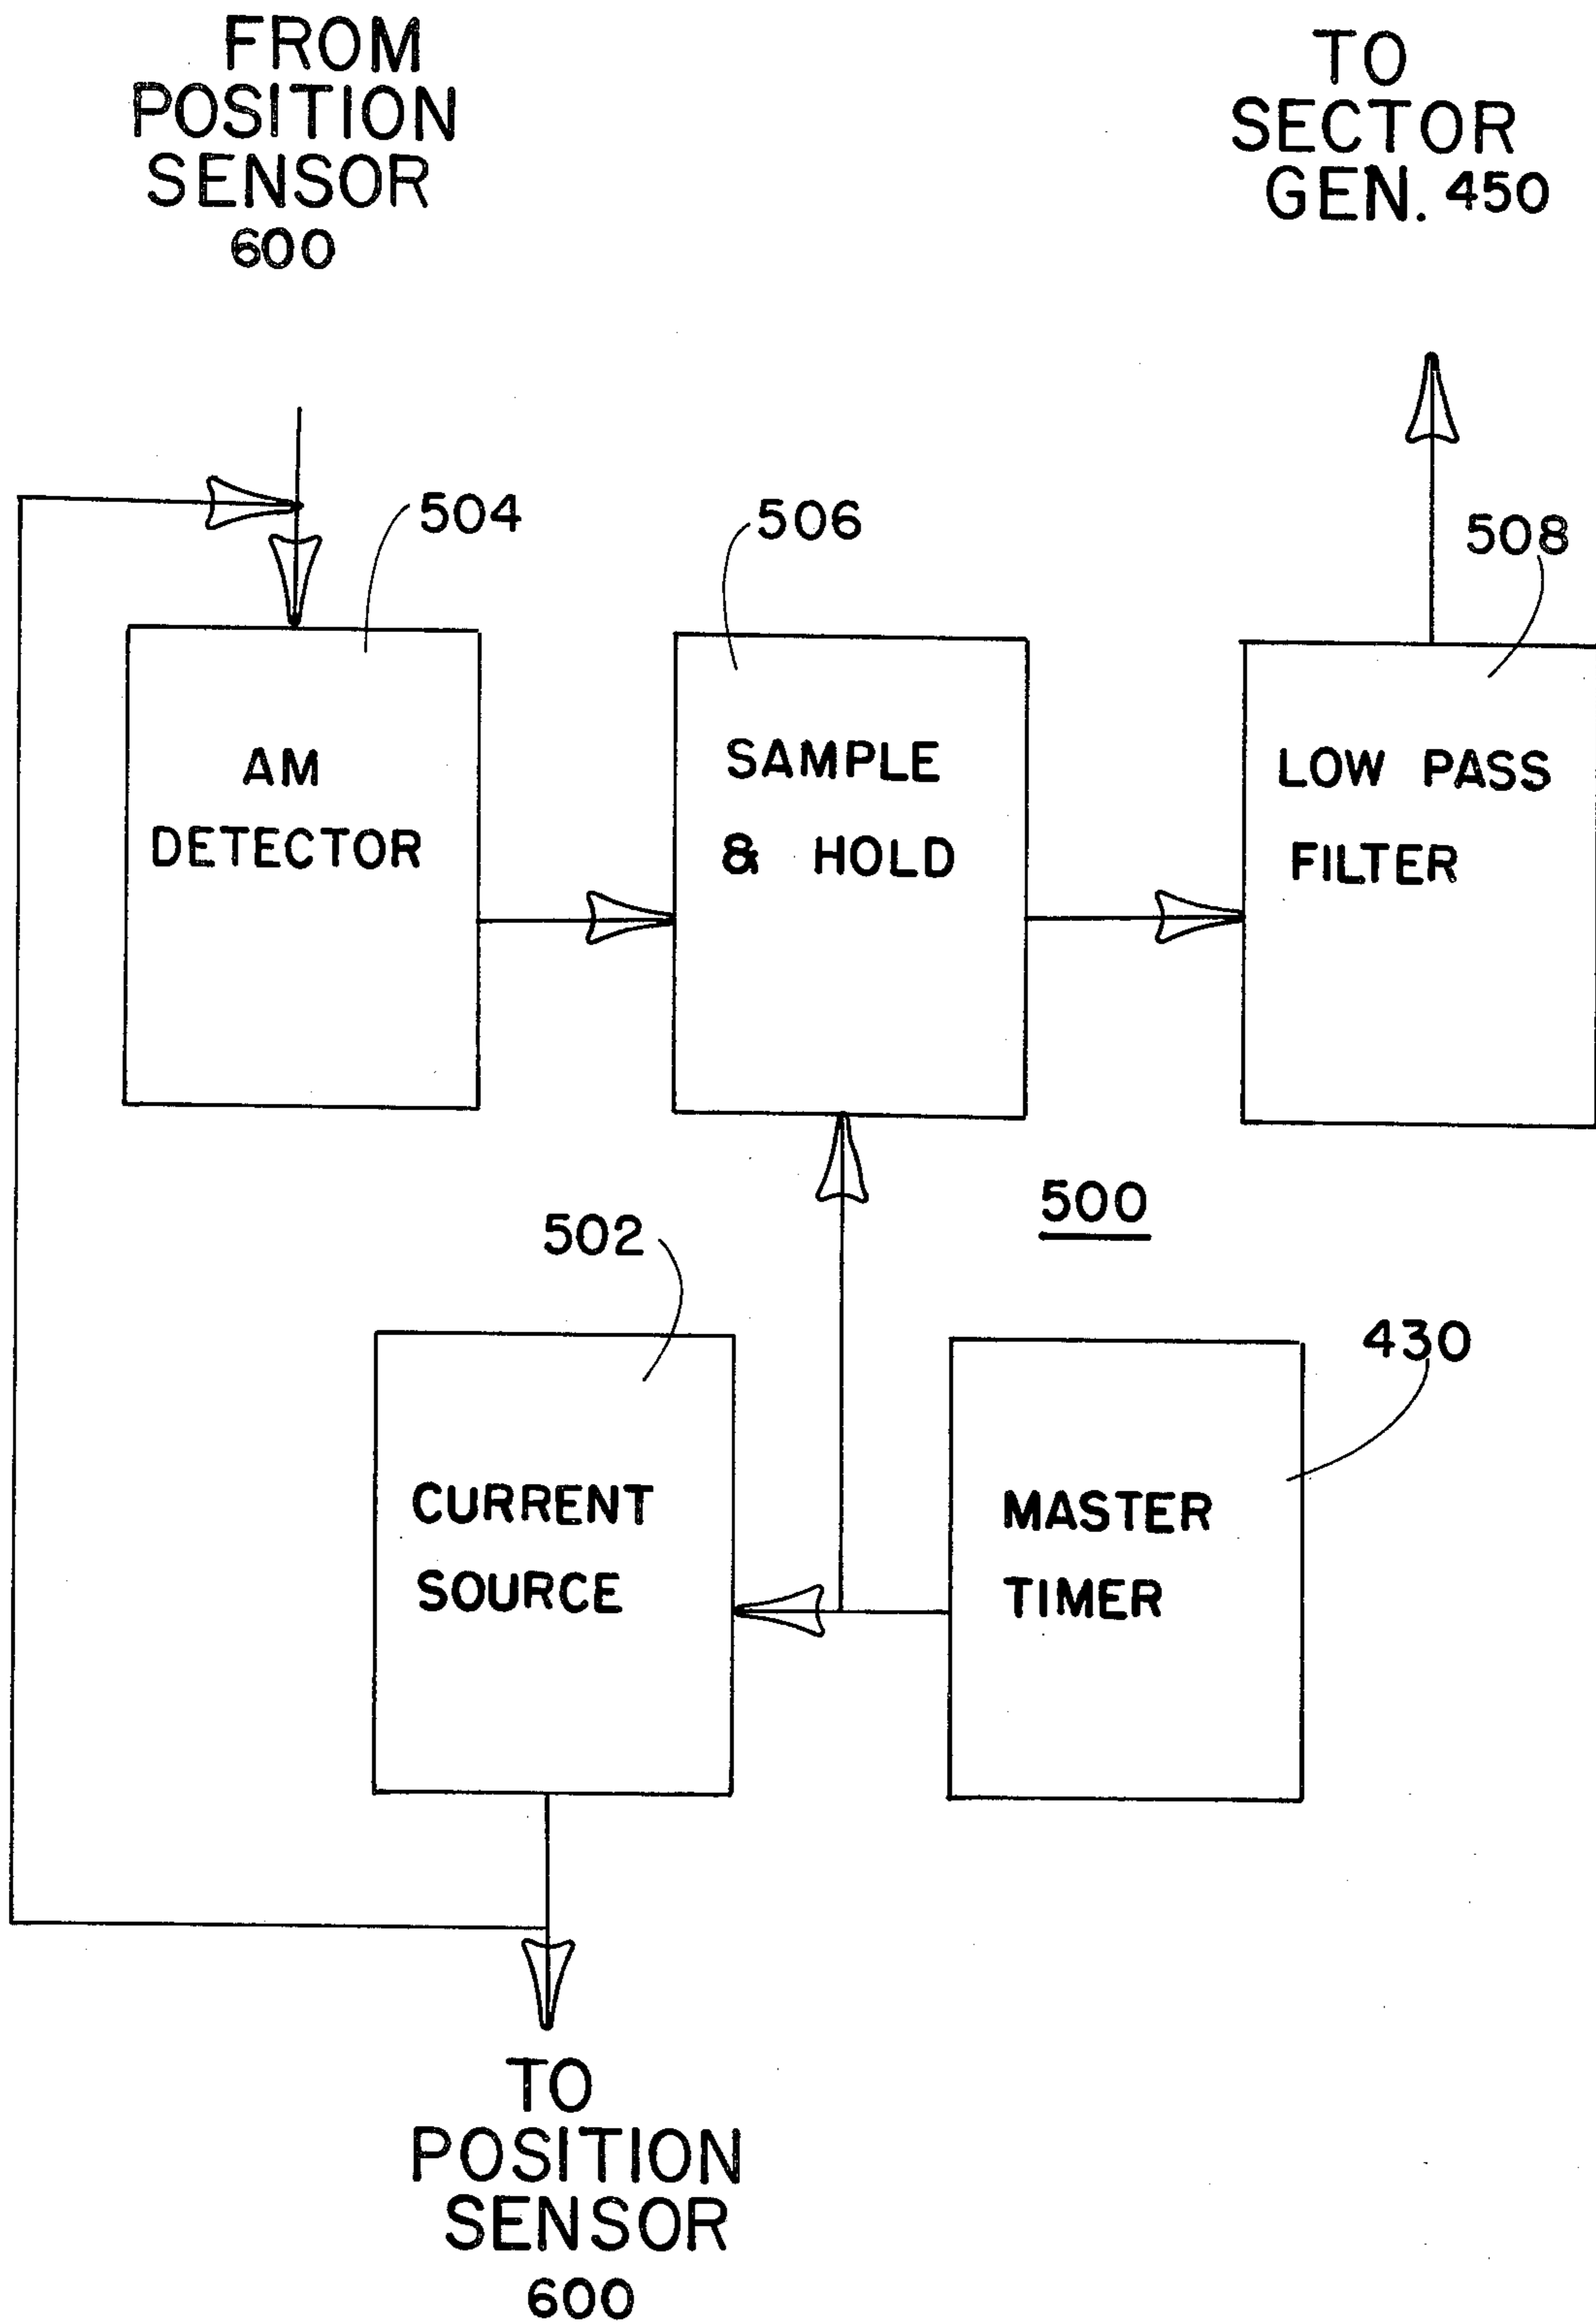 FROM
POSITION
SENSOR
600
TO
SECTOR
GEN. 450
504
506
508
AM
DETECTOR
SAMPLE
& HOLD
LOW PASS
FILTER
500
502
430
CURRENT
SOURCE
MASTER
TIMER
TO
POSITION
SENSOR
600